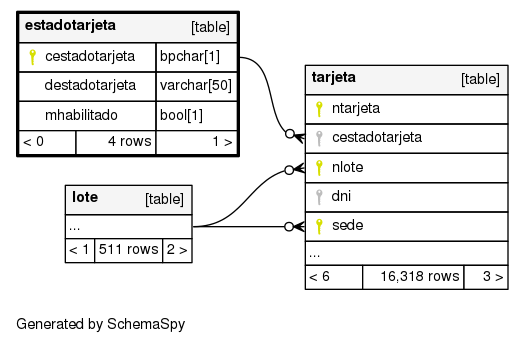 estadotarjeta [table]
cestadotarjeta bpchar[1]
destadotarjeta varchar[50]
mhabilitado bool[1]
< 0 4 rows 1 >
tarjeta [table]
ntarjeta
cestadotarjeta
nlote
dni
sede
...
< 6 16,318 rows 3 >
lote [table]
...
< 1 511 rows 2 >
Generated by SchemaSpy